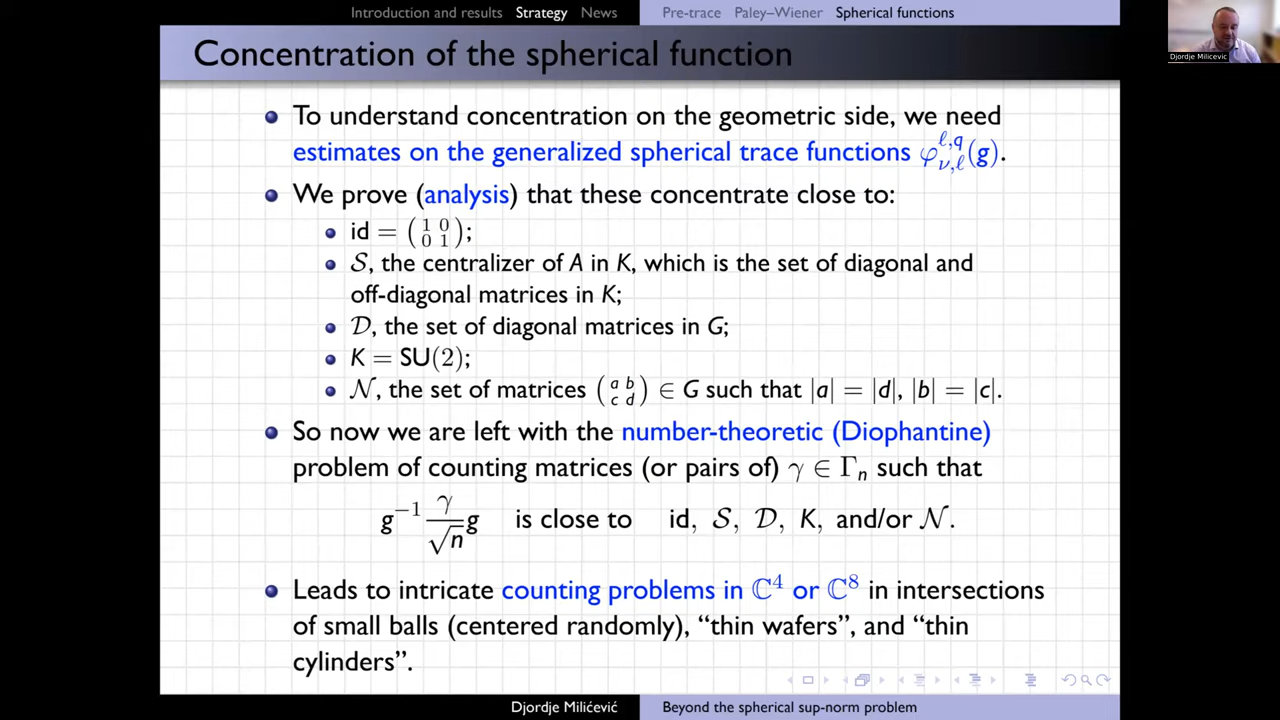 Introduction and results Strategy News Pre-trace Paley–Wiener Spherical functions
Djordje Milicevic
Concentration of the spherical function
To understand concentration on the geometric side, we need
estimates on the generalized spherical trace functions φ_{ν,ℓ}^{ℓ,q}(g).
We prove (analysis) that these concentrate close to:
id = (1 0 / 0 1);
S, the centralizer of A in K, which is the set of diagonal and
off-diagonal matrices in K;
D, the set of diagonal matrices in G;
K = SU(2);
N, the set of matrices (a b / c d) ∈ G such that |a| = |d|, |b| = |c|.
So now we are left with the number-theoretic (Diophantine)
problem of counting matrices (or pairs of) γ ∈ Γ_n such that
g^{-1} γ/√n g is close to id, S, D, K, and/or N.
Leads to intricate counting problems in ℂ^4 or ℂ^8 in intersections
of small balls (centered randomly), “thin wafers”, and “thin
cylinders”.
Djordje Milićević Beyond the spherical sup-norm problem